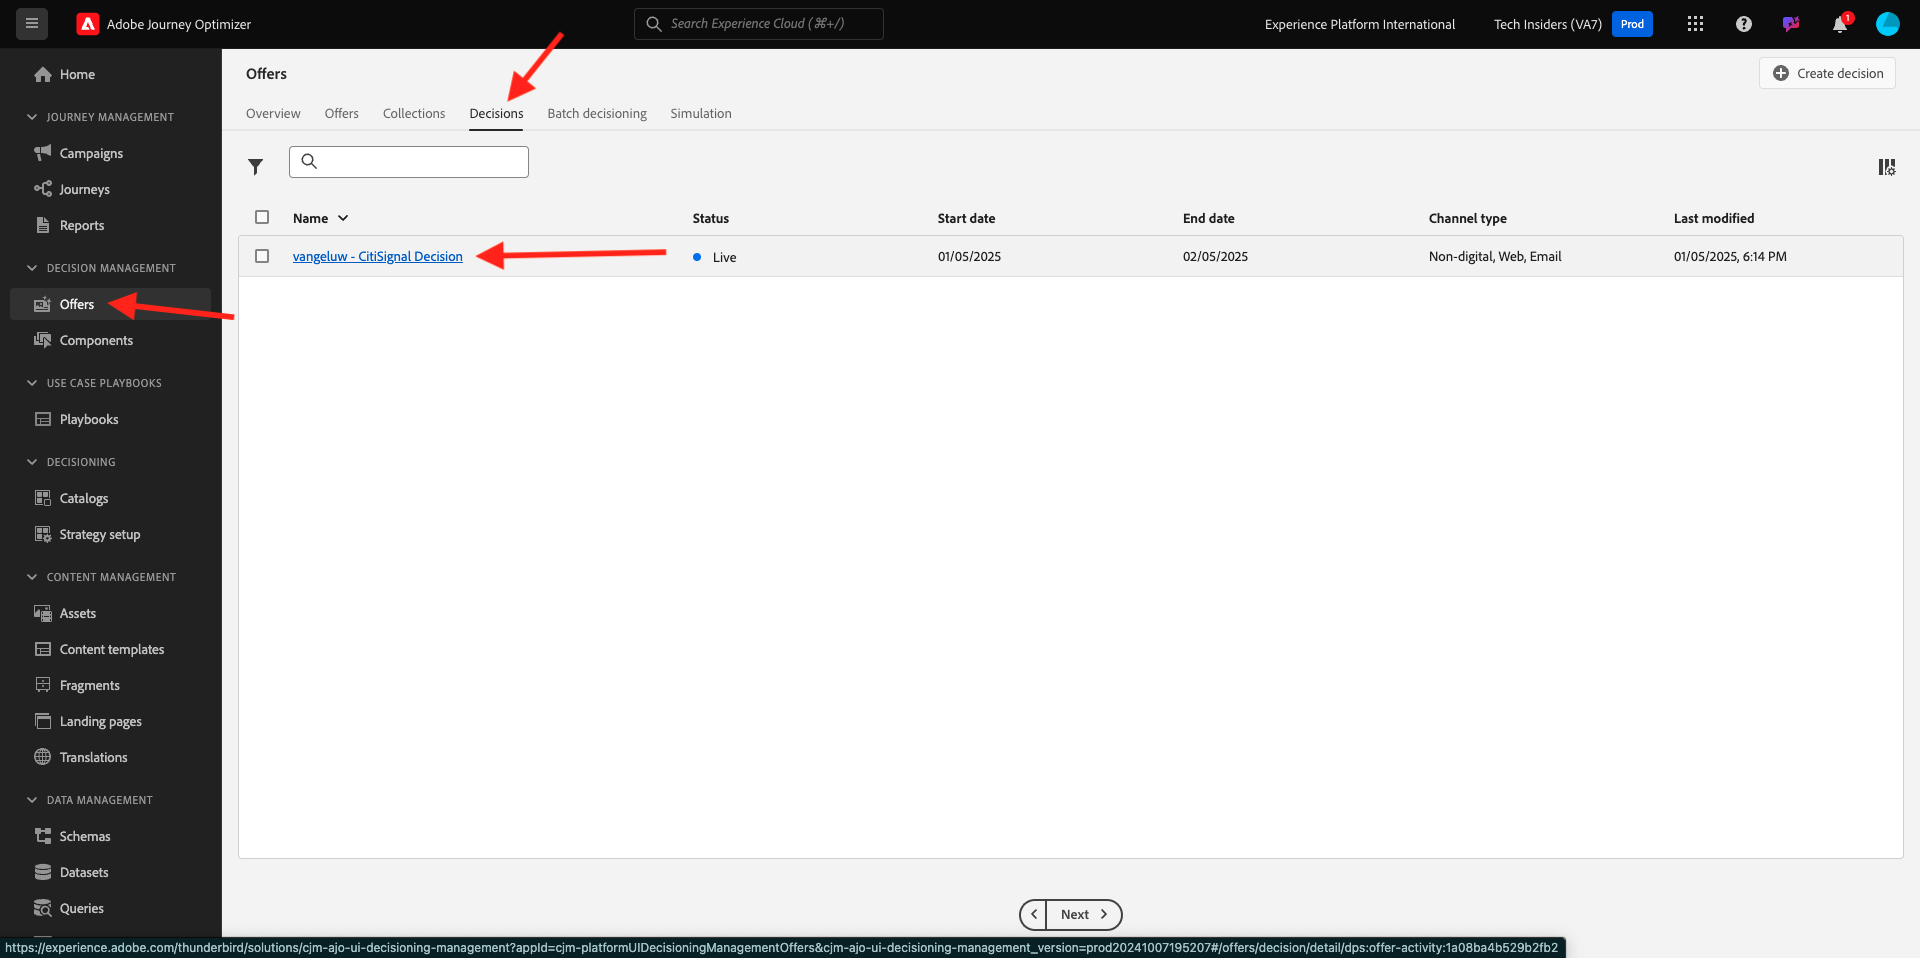 Adobe Journey Optimizer
Search Experience Cloud (⌘+/)
Experience Platform International
Tech Insiders (VA7)
Prod
1
Home
JOURNEY MANAGEMENT
Campaigns
Journeys
Reports
DECISION MANAGEMENT
Offers
Components
USE CASE PLAYBOOKS
Playbooks
DECISIONING
Catalogs
Strategy setup
CONTENT MANAGEMENT
Assets
Content templates
Fragments
Landing pages
Translations
DATA MANAGEMENT
Schemas
Datasets
Queries
Offers
Create decision
Overview Offers Collections Decisions Batch decisioning Simulation
Name Status Start date End date Channel type Last modified
vangeluw - CitiSignal Decision Live 01/05/2025 02/05/2025 Non-digital, Web, Email 01/05/2025, 6:14 PM
Next
https://experience.adobe.com/thunderbird/solutions/cjm-ajo-ui-decisioning-management?appId=cjm-platformUIDecisioningManagementOffers&cjm-ajo-ui-decisioning-management_version=prod20241007195207#/offers/decision/detail/dps:offer-activity:1a08ba4b529b2fb2